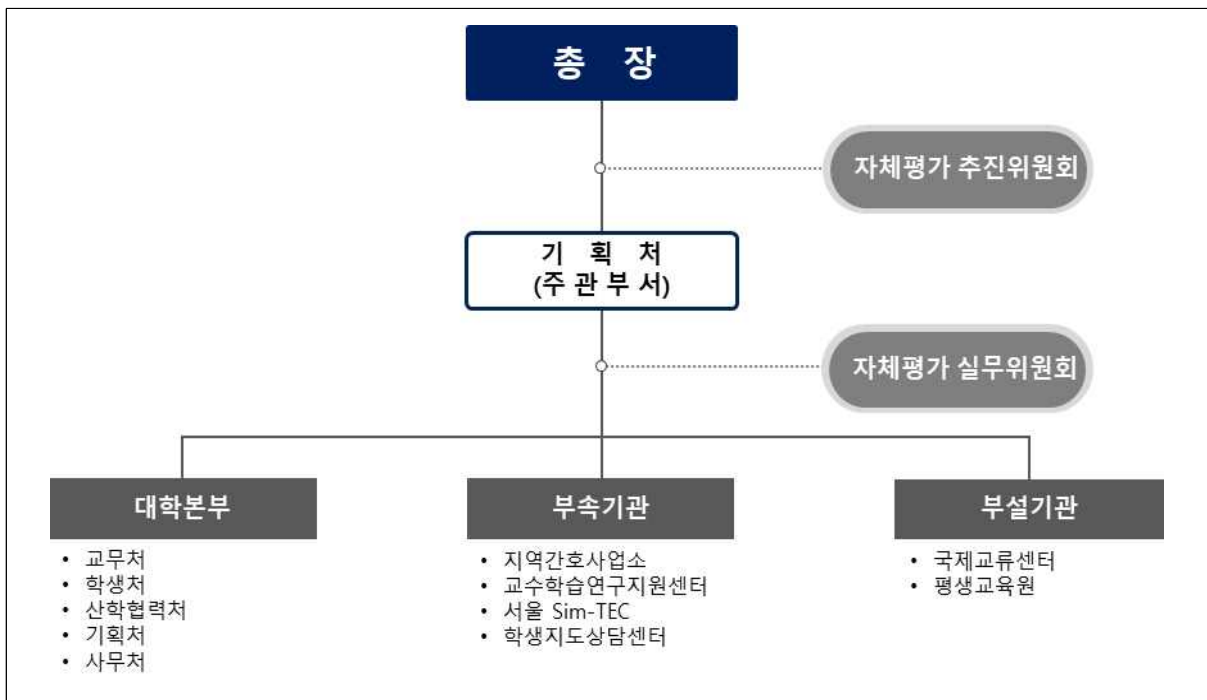 총 장
자체평가 추진위원회
기 획 처
(주 관 부 서)
자체평가 실무위원회
대학본부
• 교무처
• 학생처
• 산학협력처
• 기획처
• 사무처
부속기관
• 지역간호사업소
• 교수학습연구지원센터
• 서울 Sim-TEC
• 학생지도상담센터
부설기관
• 국제교류센터
• 평생교육원